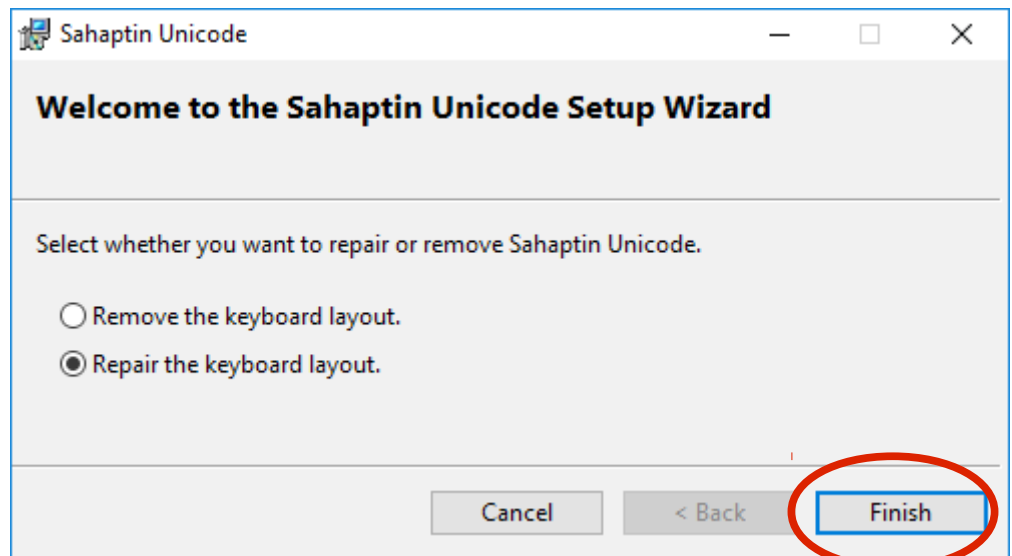 Sahaptin Unicode
Welcome to the Sahaptin Unicode Setup Wizard
Select whether you want to repair or remove Sahaptin Unicode.
Remove the keyboard layout.
Repair the keyboard layout.
Cancel < Back Finish